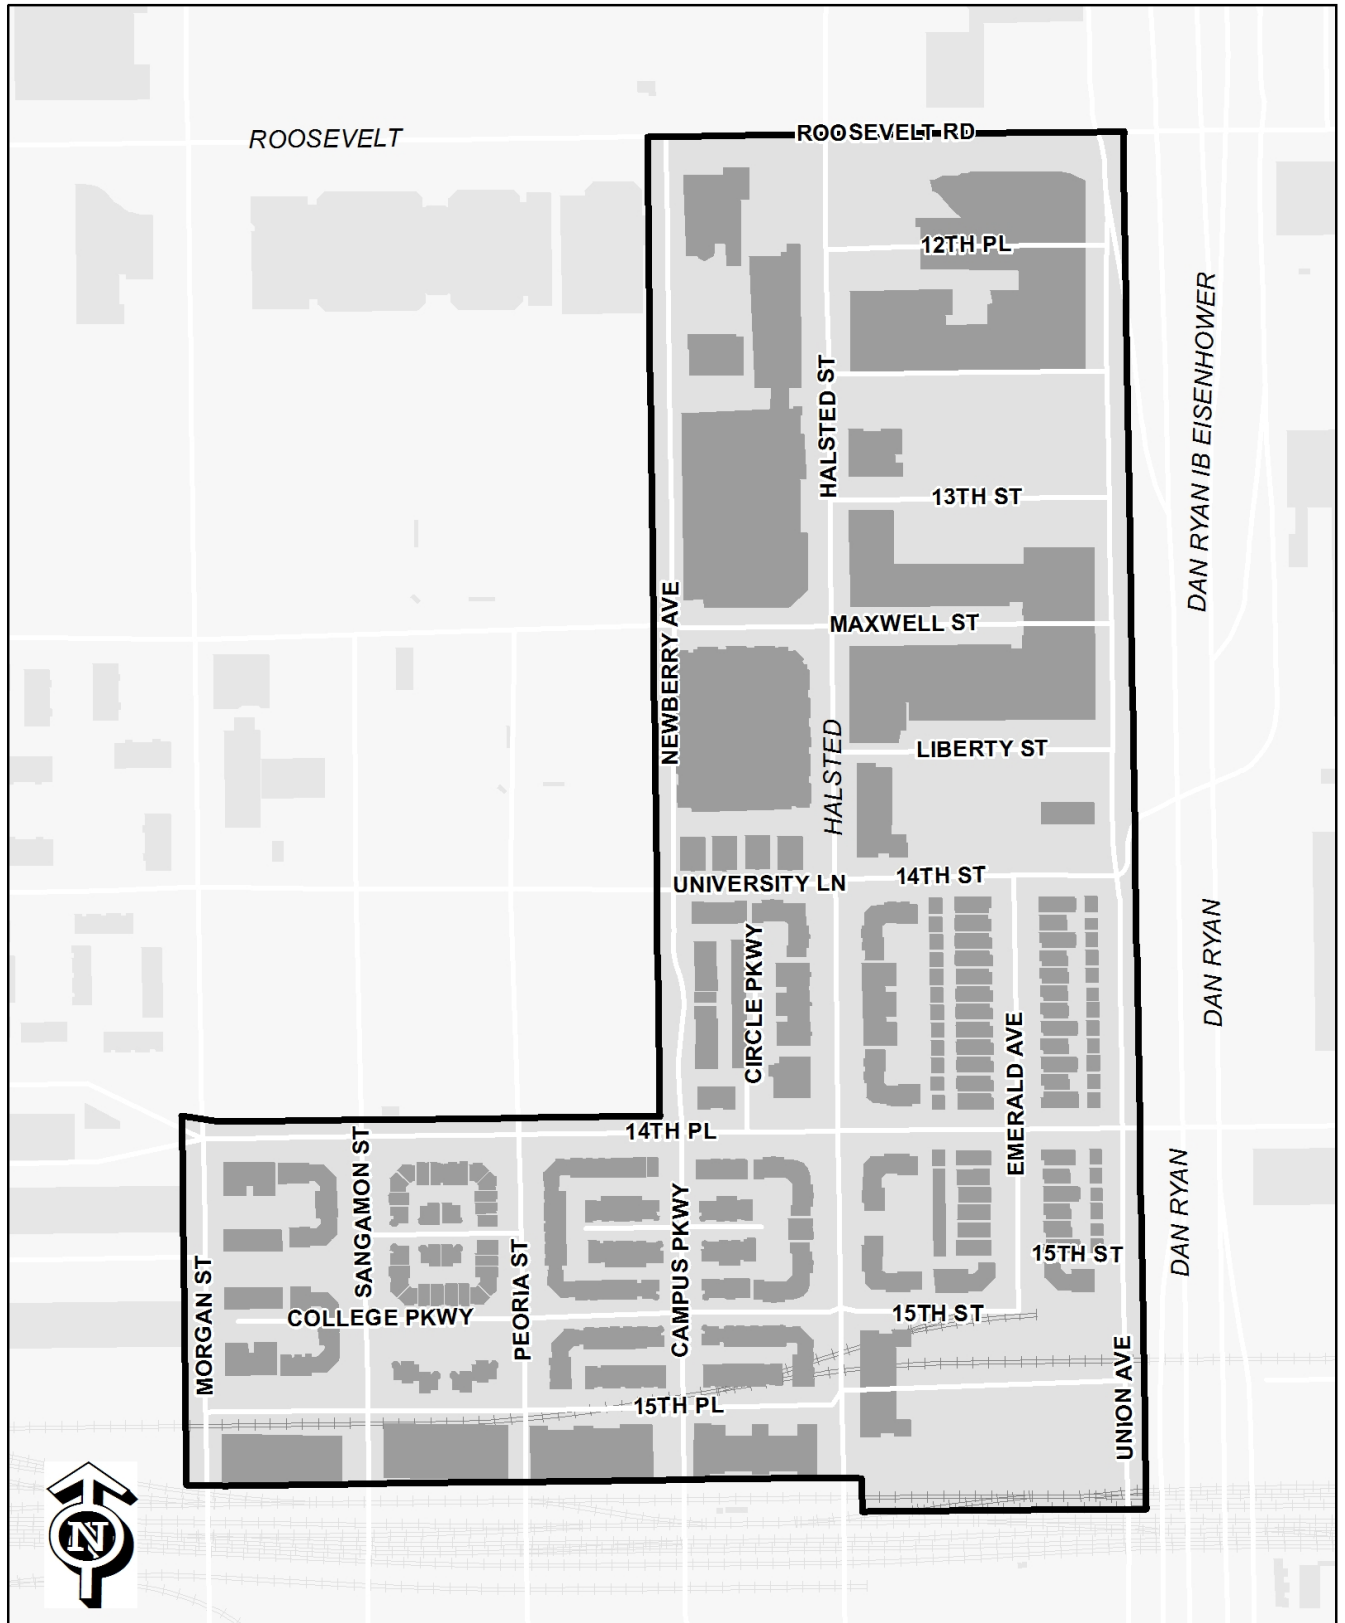 ROOSEVELT RD
ROOSEVELT
12TH PL
DAN RYAN IB EISENHOWER
HALSTED ST
13TH ST
NEWBERRY AVE
MAXWELL ST
HALSTED
LIBERTY ST
14TH ST
UNIVERSITY LN
DAN RYAN
CIRCLE PKWY
EMERALD AVE
14TH PL
SANGAMON ST
DAN RYAN
CAMPUS PKWY
PEORIA ST
15TH ST
MORGAN ST
15TH ST
COLLEGE PKWY
UNION AVE
15TH PL
N